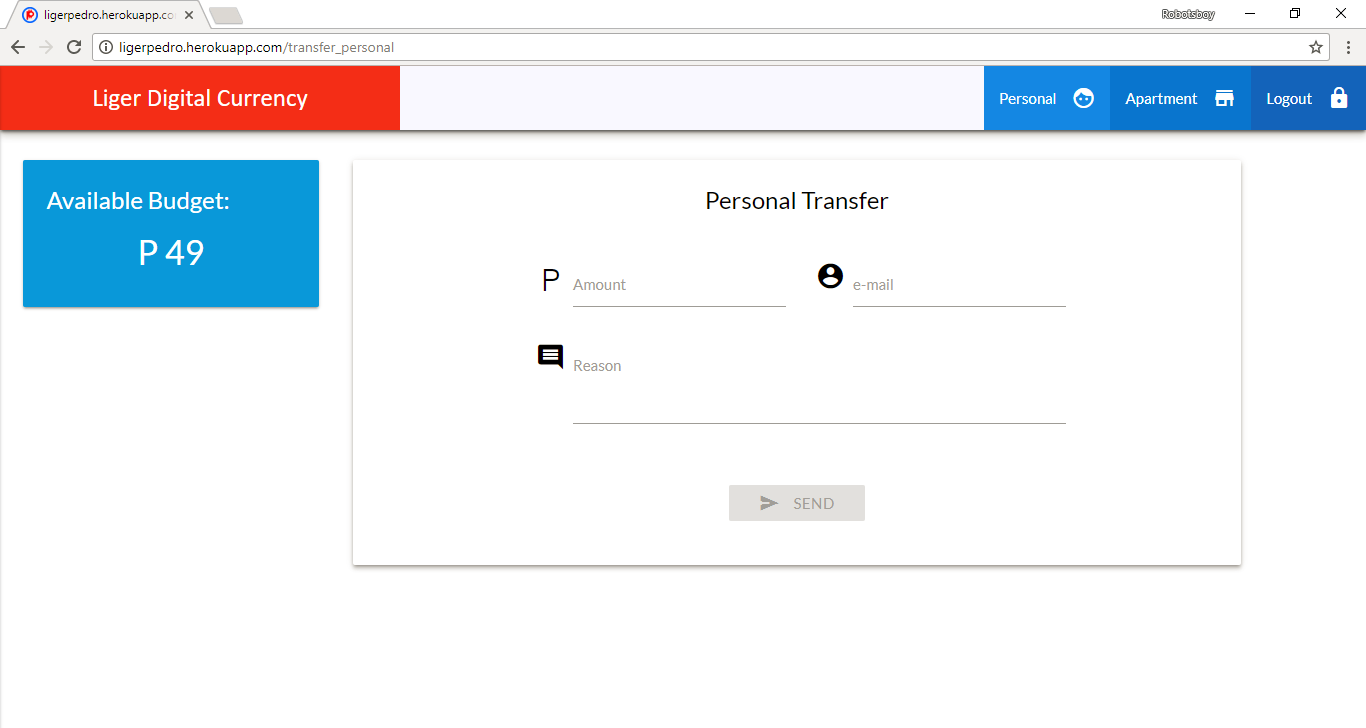 ligerpedro.herokuapp.co
Robotsboy
ligerpedro.herokuapp.com/transfer_personal
Liger Digital Currency
Personal
Apartment
Logout
Available Budget:
P 49
Personal Transfer
P Amount
e-mail
Reason
SEND